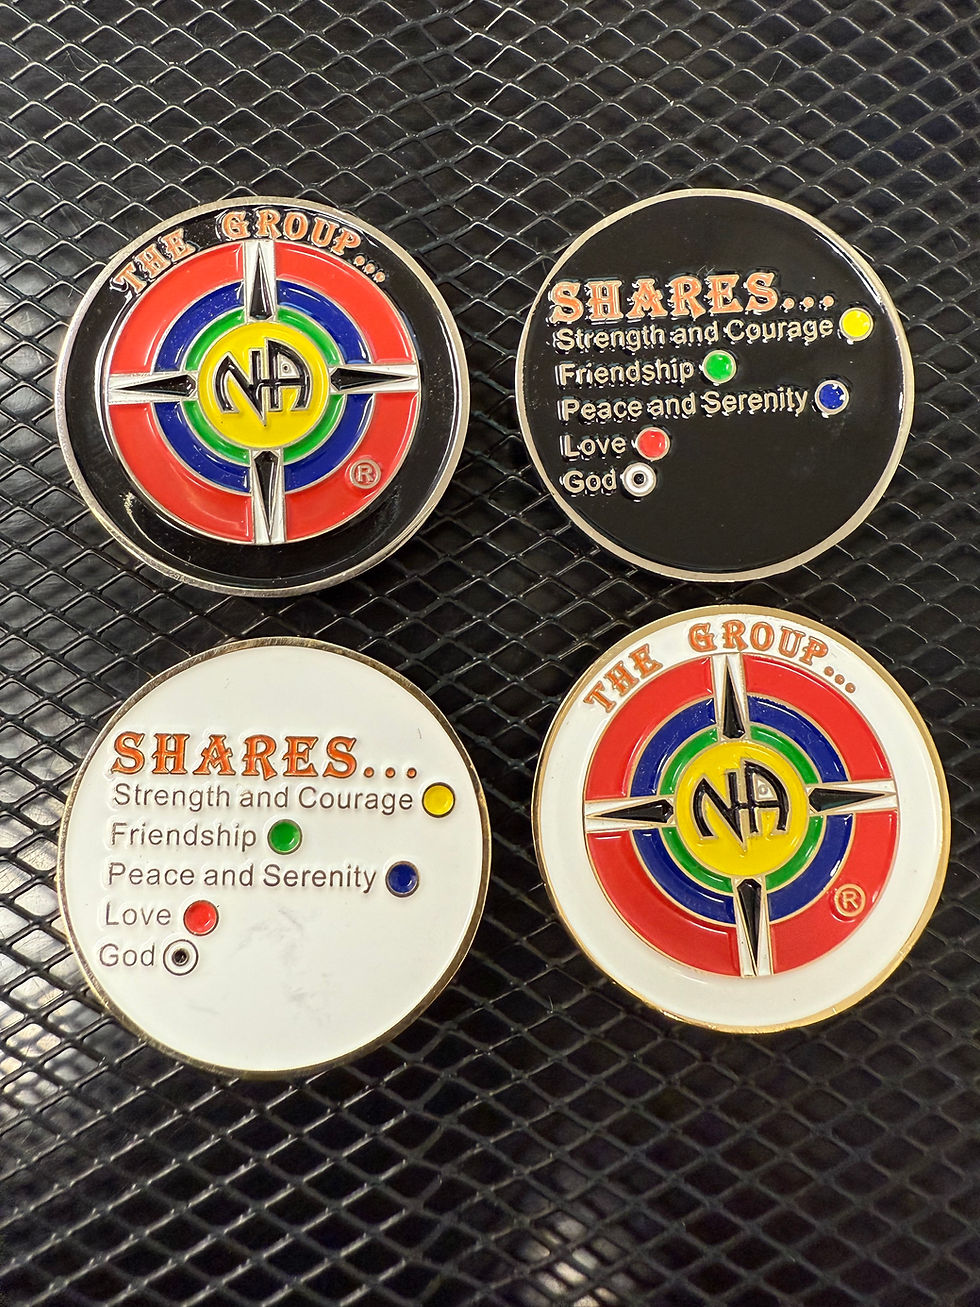 THE GROUP...
NA
®
SHARES...
Strength and Courage
Friendship
Peace and Serenity
Love
God
SHARES...
Strength and Courage
Friendship
Peace and Serenity
Love
God
THE GROUP...
NA
®